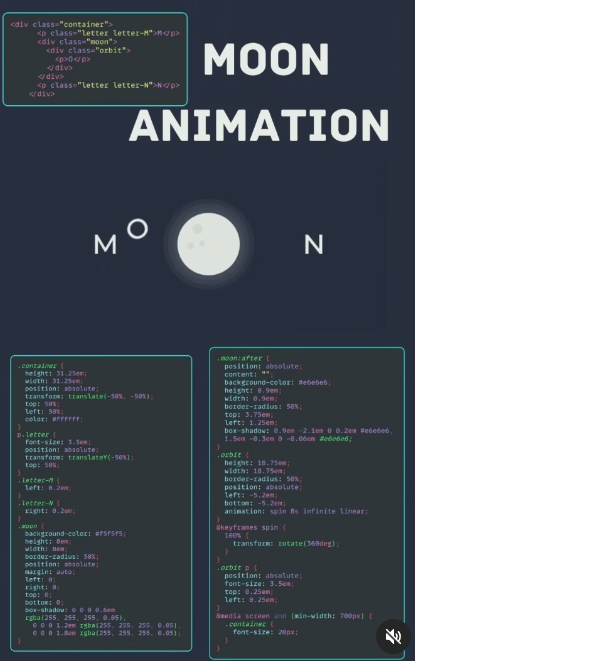 <div class="container">
<p class="letter letter-M">M</p>
<div class="moon">
<div class="orbit">
<p>O</p>
</div>
</div>
<p class="letter letter-N">N</p>
</div>
MOON
ANIMATION
M O N
.container {
height: 31.25em;
width: 31.25em;
position: absolute;
transform: translate(-50%, -50%);
top: 50%;
left: 50%;
color: #ffffff;
}
p.letter {
font-size: 3.5em;
position: absolute;
transform: translateY(-50%);
top: 50%;
}
.letter-M {
left: 0.2em;
}
.letter-N {
right: 0.2em;
}
.moon {
background-color: #f5f5f5;
height: 8em;
width: 8em;
border-radius: 50%;
position: absolute;
margin: auto;
left: 0;
right: 0;
top: 0;
bottom: 0;
box-shadow: 0 0 0 0.6em
rgba(255, 255, 255, 0.05),
0 0 0 1.2em rgba(255, 255, 255, 0.05),
0 0 0 1.8em rgba(255, 255, 255, 0.05);
}
.moon:after {
position: absolute;
content: "";
background-color: #e6e6e6;
height: 0.9em;
width: 0.9em;
border-radius: 50%;
top: 3.75em;
left: 1.25em;
box-shadow: 0.9em -2.1em 0 0.2em #e6e6e6,
1.5em -0.3em 0 -0.06em #e6e6e6;
}
.orbit {
height: 18.75em;
width: 18.75em;
border-radius: 50%;
position: absolute;
left: -5.2em;
bottom: -5.2em;
animation: spin 8s infinite linear;
}
@keyframes spin {
100% {
transform: rotate(360deg);
}
}
.orbit p {
position: absolute;
font-size: 3.5em;
top: 0.25em;
left: 0.25em;
}
@media screen and (min-width: 700px) {
.container {
font-size: 20px;
}
}